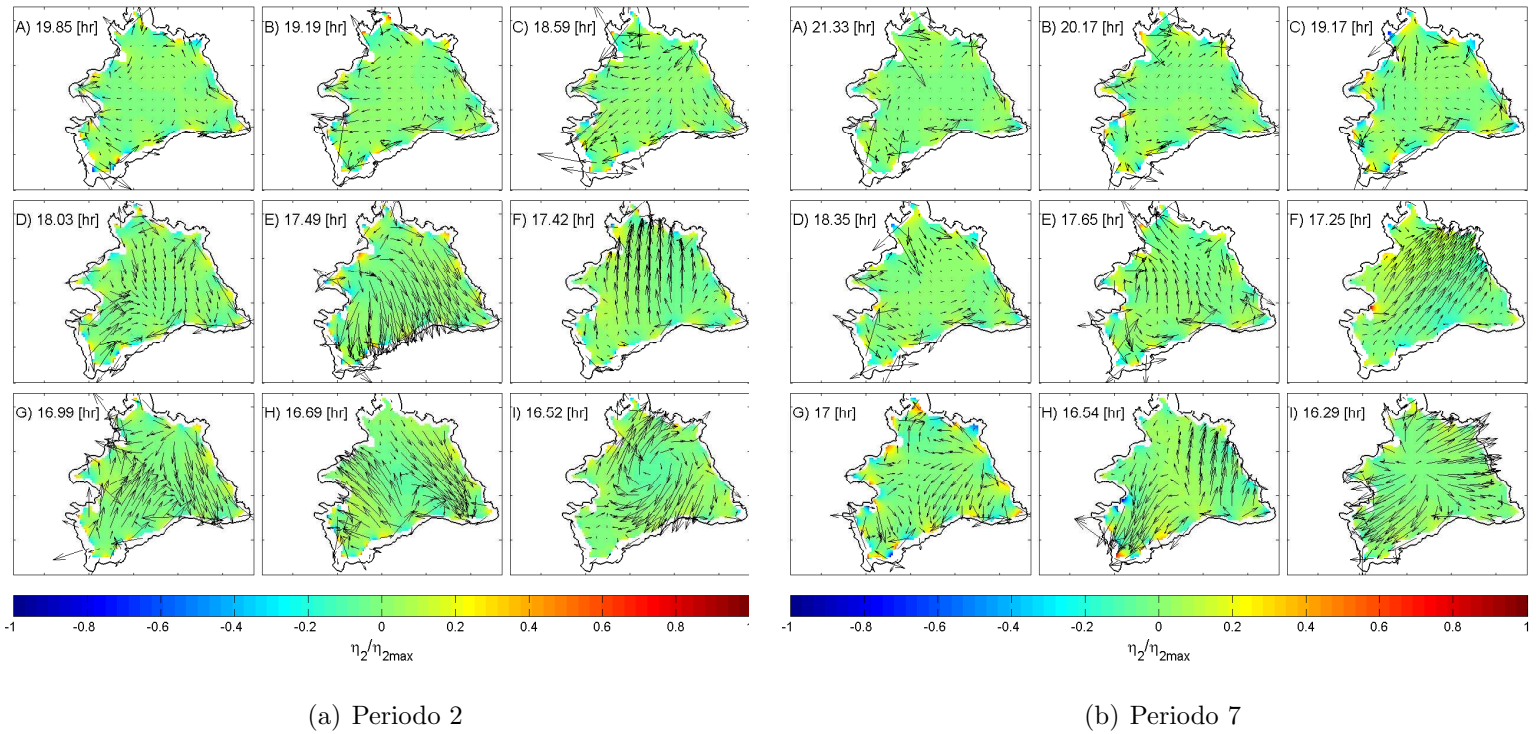 A) 19.85 [hr]
B) 19.19 [hr]
C) 18.59 [hr]
D) 18.03 [hr]
E) 17.49 [hr]
F) 17.42 [hr]
G) 16.99 [hr]
H) 16.69 [hr]
I) 16.52 [hr]
-1 -0.8 -0.6 -0.4 -0.2 0 0.2 0.4 0.6 0.8
η2/η2max
(a) Periodo 2
A) 21.33 [hr]
B) 20.17 [hr]
C) 19.17 [hr]
D) 18.35 [hr]
E) 17.65 [hr]
F) 17.25 [hr]
G) 17 [hr]
H) 16.54 [hr]
I) 16.29 [hr]
-1 -0.8 -0.6 -0.4 -0.2 0 0.2 0.4 0.6 0.8 1
η2/η2max
(b) Periodo 7